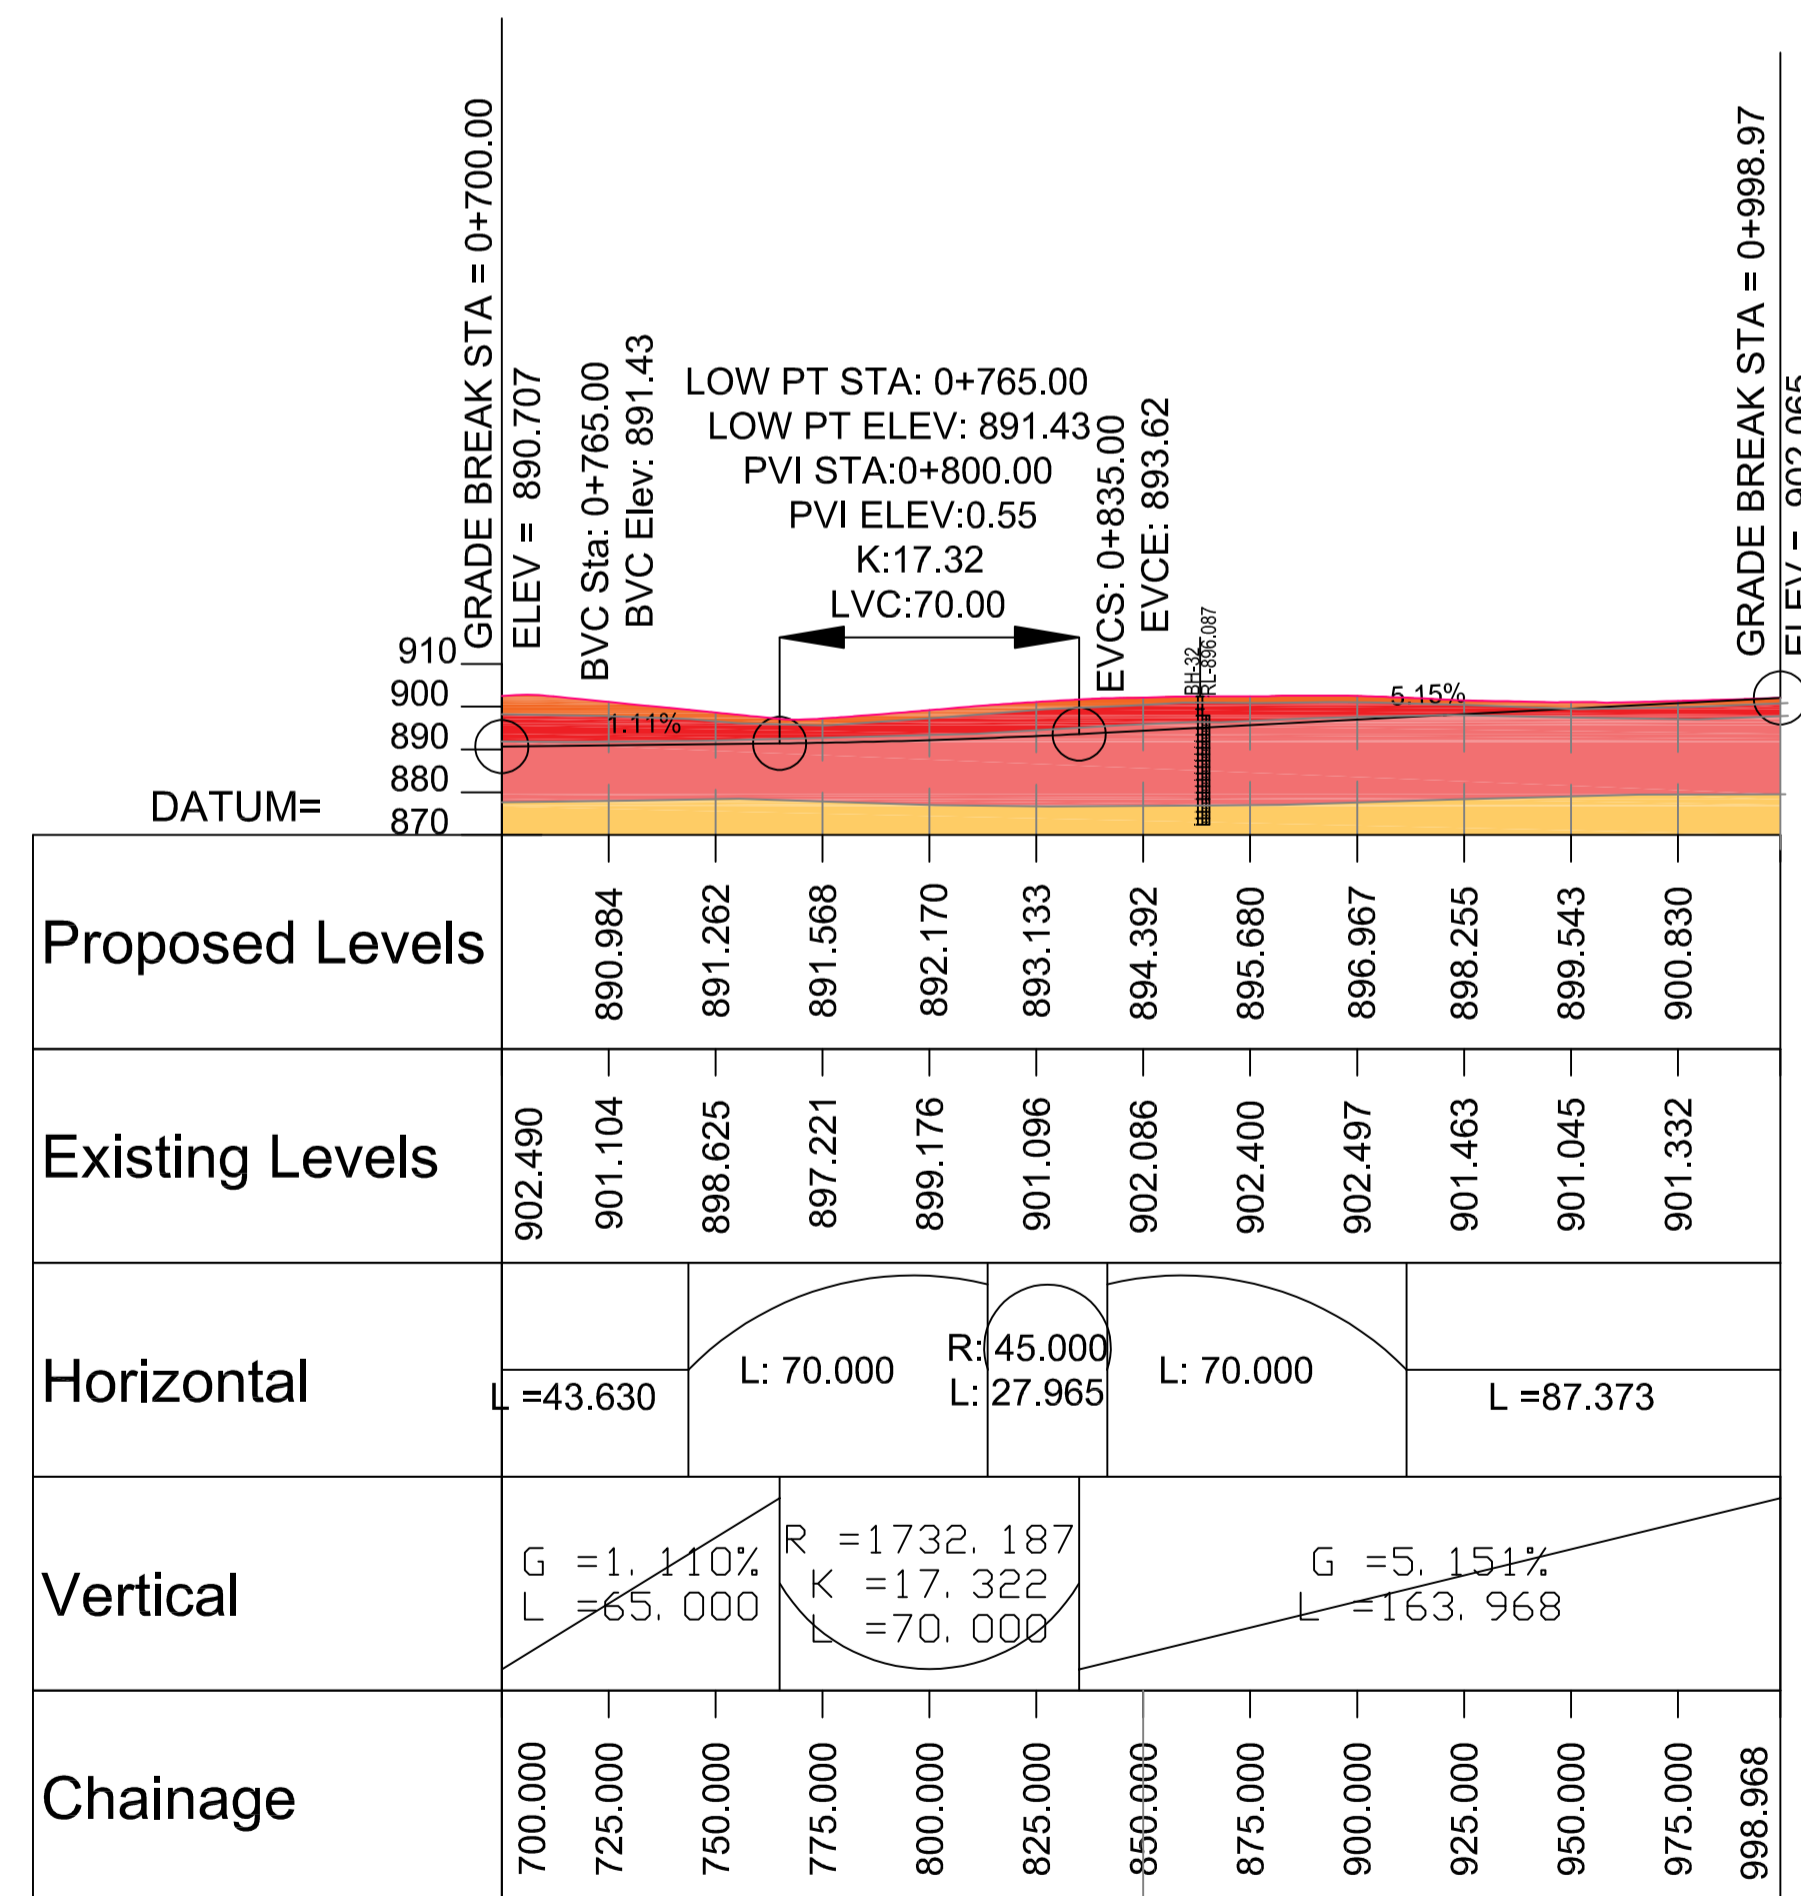 GRADE BREAK STA = 0+700.00
ELEV = 890.707
BVC Sta: 0+765.00
BVC Elev: 891.43
LOW PT STA: 0+765.00
LOW PT ELEV: 891.43
PVI STA:0+800.00
PVI ELEV:0.55
K:17.32
LVC:70.00
EVCS: 0+835.00
EVCE: 893.62
BH-32
RL-896.087
GRADE BREAK STA = 0+998.97
ELEV = 902.065
910
900
890
880
870
DATUM=
1.11%
5.15%
Proposed Levels
890.984 891.262 891.568 892.170 893.133 894.392 895.680 896.967 898.255 899.543 900.830
Existing Levels
902.490 901.104 898.625 897.221 899.176 901.096 902.086 902.400 902.497 901.463 901.045 901.332
Horizontal
L =43.630
L: 70.000
R: 45.000
L: 27.965
L: 70.000
L =87.373
Vertical
G =1.110%
L =65.000
R =1732.187
K =17.322
L =70.000
G =5.151%
L =163.968
Chainage
700.000 725.000 750.000 775.000 800.000 825.000 850.000 875.000 900.000 925.000 950.000 975.000 998.968